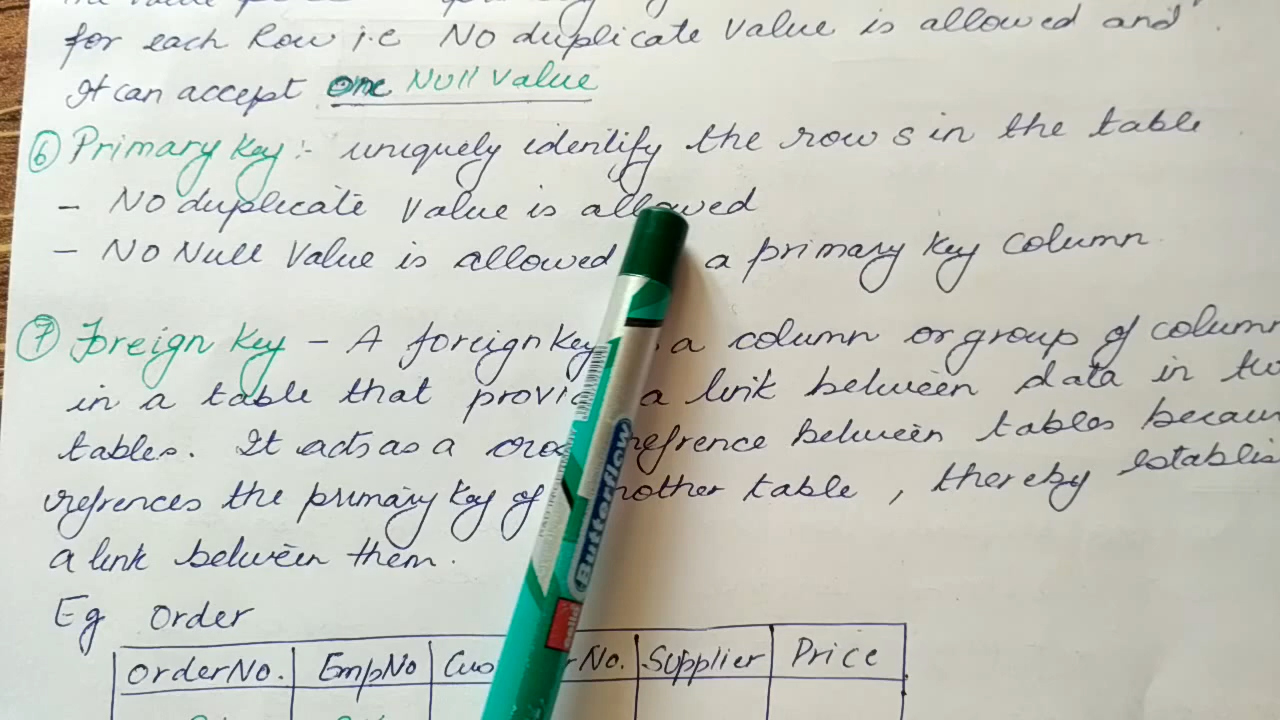 for each Row i.e No duplicate value is allowed and
It can accept one Null Value
⑥ Primary Key :- uniquely identify the rows in the table
- No duplicate value is allowed
- No Null Value is allowed a primary key column
⑦ Foreign Key - A foreign key a column or group of column
in a table that a link between data in two
tables. It acts as a refrence between tables
refrences the primary key of table , thereby
a link between them.
Eg Order
OrderNo. EmpNo No. Supplier Price
Butterflow